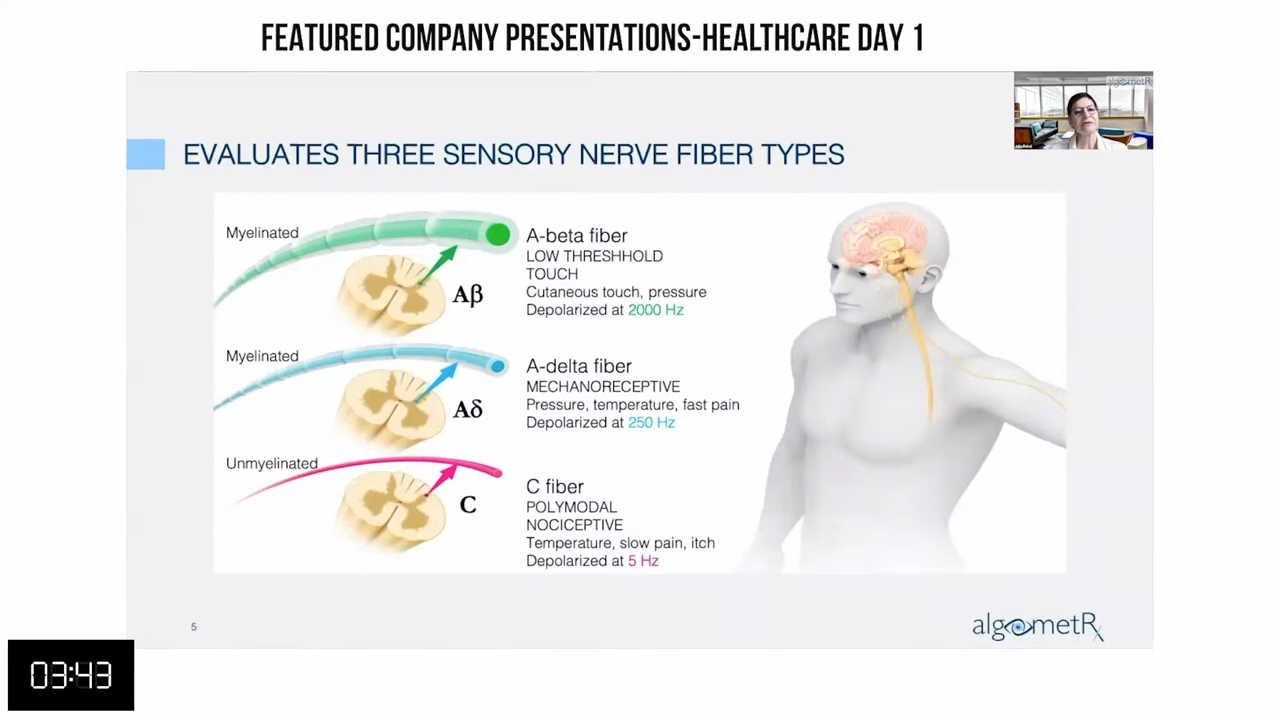 FEATURED COMPANY PRESENTATIONS-HEALTHCARE DAY 1
algometRx
EVALUATES THREE SENSORY NERVE FIBER TYPES
Myelinated
Aβ
A-beta fiber
LOW THRESHHOLD
TOUCH
Cutaneous touch, pressure
Depolarized at 2000 Hz
Myelinated
Aδ
A-delta fiber
MECHANORECEPTIVE
Pressure, temperature, fast pain
Depolarized at 250 Hz
Unmyelinated
C
C fiber
POLYMODAL
NOCICEPTIVE
Temperature, slow pain, itch
Depolarized at 5 Hz
5
algometRx
03:43